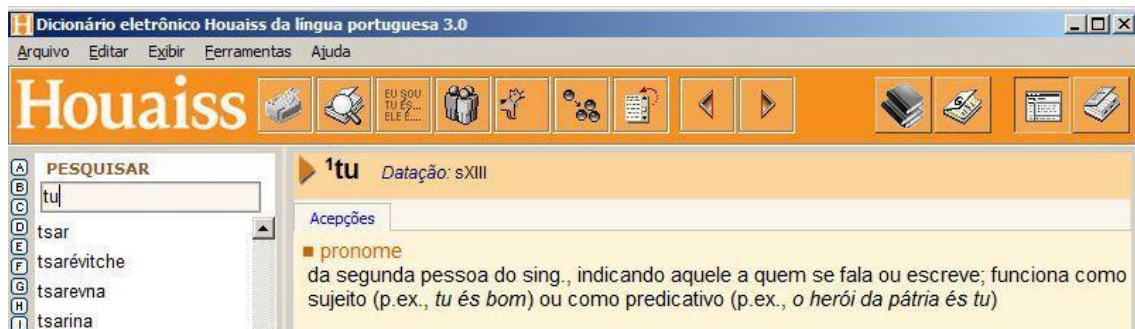 Dicionário eletrônico Houaiss da língua portuguesa 3.0
Arquivo Editar Exibir Ferramentas Ajuda
Houaiss
EU SOU
TU ÉS...
ELE É...
PESQUISAR
tu
tsar
tsarévitche
tsarevna
tsarina
A
B
C
D
E
F
G
H
I
¹tu Datação: sXIII
Acepções
■ pronome
da segunda pessoa do sing., indicando aquele a quem se fala ou escreve; funciona como
sujeito (p.ex., tu és bom) ou como predicativo (p.ex., o herói da pátria és tu)